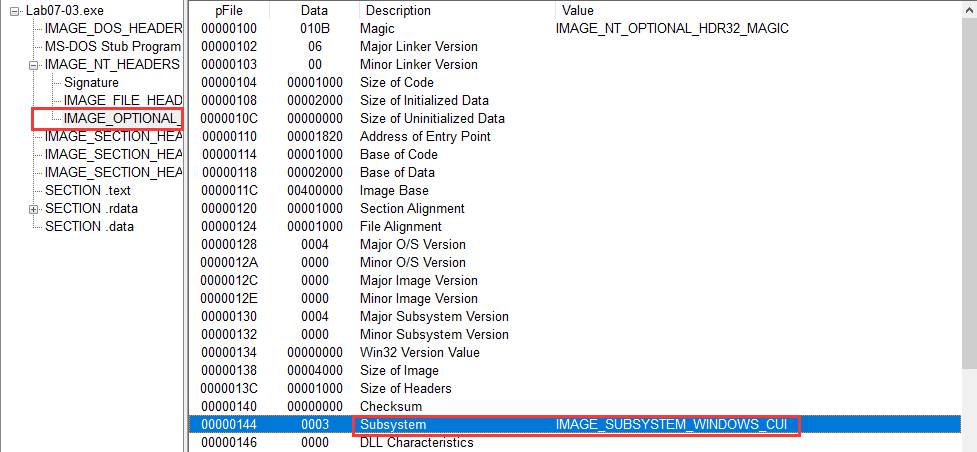 Lab07-03.exe
IMAGE_DOS_HEADER
MS-DOS Stub Program
IMAGE_NT_HEADERS
Signature
IMAGE_FILE_HEAD
IMAGE_OPTIONAL_
IMAGE_SECTION_HEA
IMAGE_SECTION_HEA
IMAGE_SECTION_HEA
SECTION .text
SECTION .rdata
SECTION .data
pFile Data Description Value
00000100 010B Magic IMAGE_NT_OPTIONAL_HDR32_MAGIC
00000102 06 Major Linker Version
00000103 00 Minor Linker Version
00000104 00001000 Size of Code
00000108 00002000 Size of Initialized Data
0000010C 00000000 Size of Uninitialized Data
00000110 00001820 Address of Entry Point
00000114 00001000 Base of Code
00000118 00002000 Base of Data
0000011C 00400000 Image Base
00000120 00001000 Section Alignment
00000124 00001000 File Alignment
00000128 0004 Major O/S Version
0000012A 0000 Minor O/S Version
0000012C 0000 Major Image Version
0000012E 0000 Minor Image Version
00000130 0004 Major Subsystem Version
00000132 0000 Minor Subsystem Version
00000134 00000000 Win32 Version Value
00000138 00004000 Size of Image
0000013C 00001000 Size of Headers
00000140 00000000 Checksum
00000144 0003 Subsystem IMAGE_SUBSYSTEM_WINDOWS_CUI
00000146 0000 DLL Characteristics